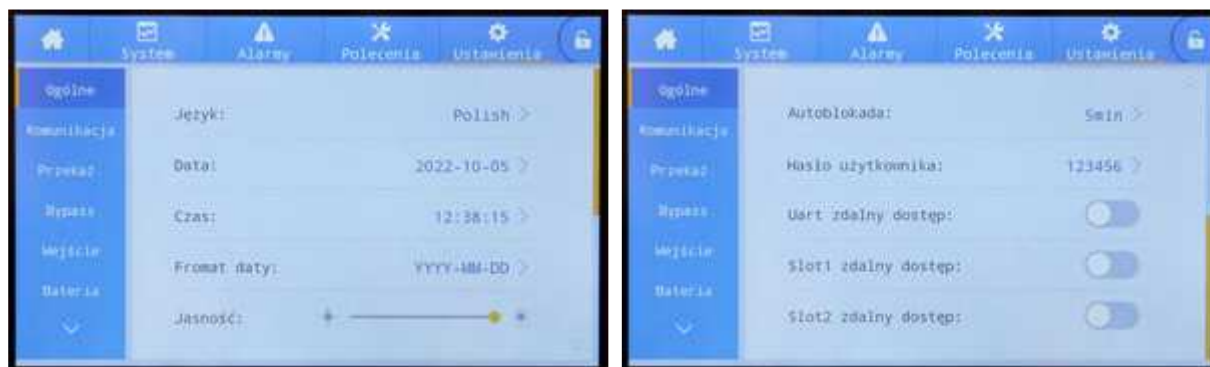 System Alarmy Polecenia Ustawienia
Ogólne
Komunikacja
Przekaź.
Bypass
Wejście
Bateria
Język: Polish
Data: 2022-10-05
Czas: 12:38:15
Fromat daty: YYYY-MM-DD
Jasność:
System Alarmy Polecenia Ustawienia
Ogólne
Komunikacja
Przekaź.
Bypass
Wejście
Bateria
Autoblokada: 5min
Hasło użytkownika: 123456
Uart zdalny dostęp:
Slot1 zdalny dostęp:
Slot2 zdalny dostęp: